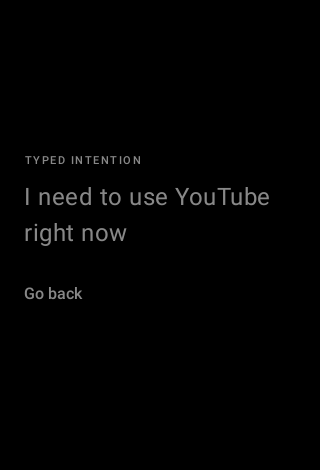 TYPED INTENTION
I need to use YouTube
right now
Go back